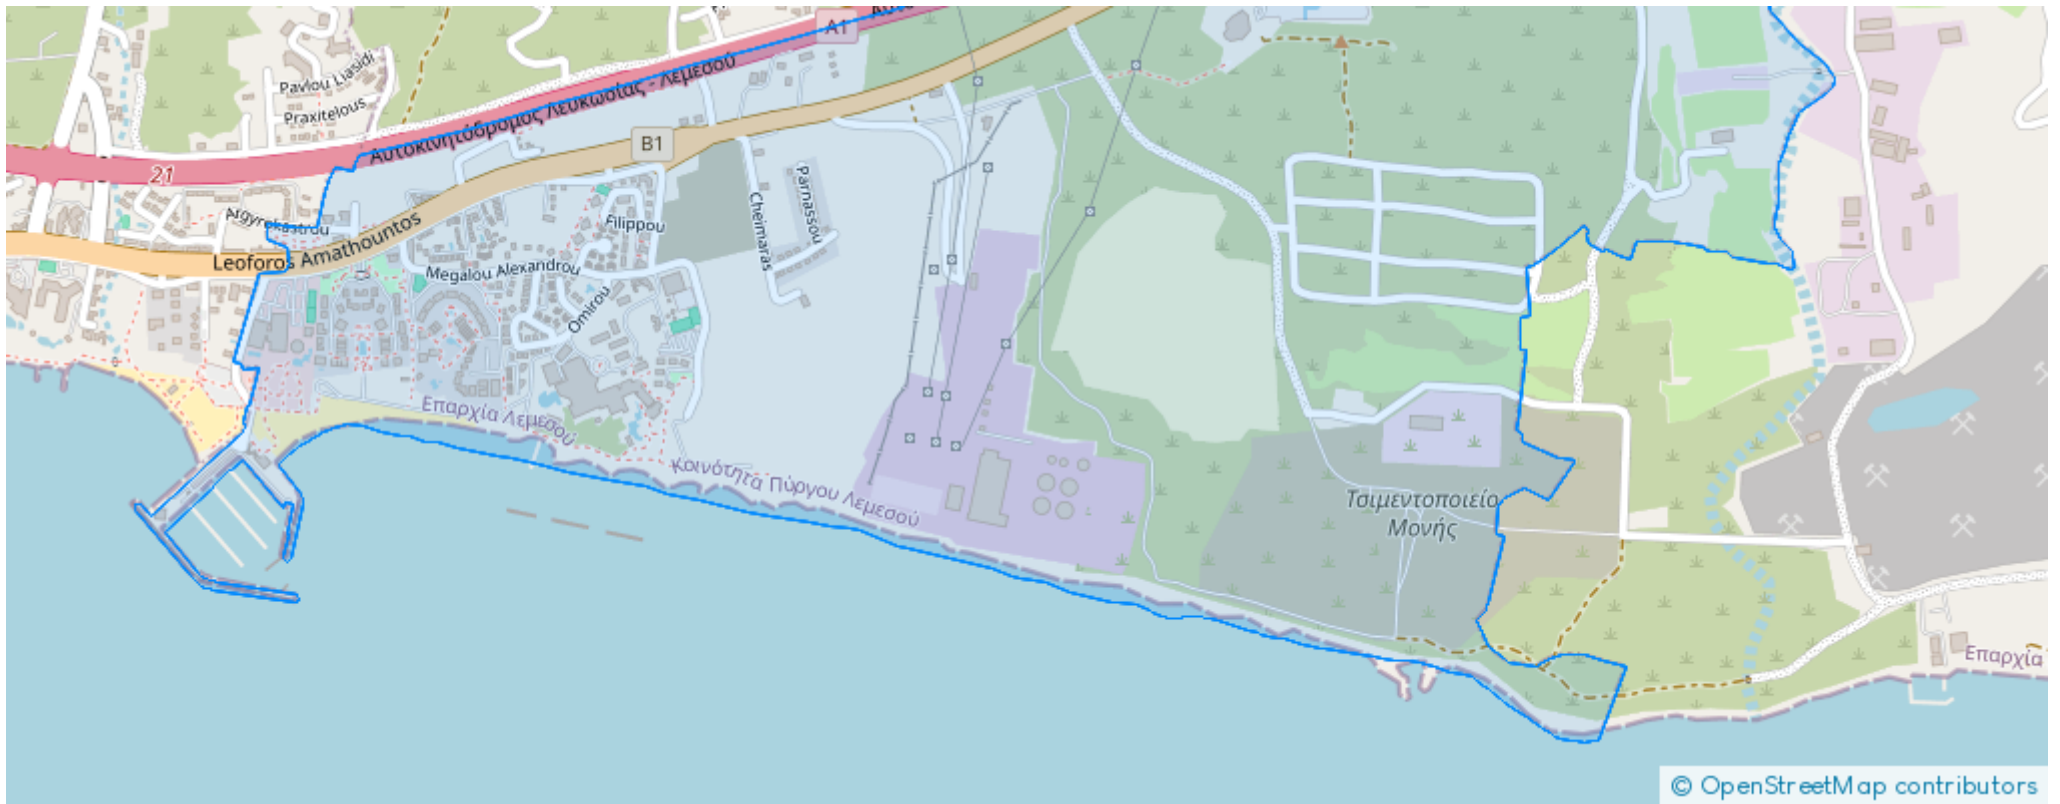 A1
Αυτοκινητόδρομος Λευκωσίας - Λεμεσού
Pavlou Liasidi
Praxitelous
21
B1
Argyrokastrou
Leoforos Amathountos
Filippou
Parnassou
Cheimaras
Megalou Alexandrou
Omirou
Επαρχία Λεμεσού
Κοινότητα Πύργου Λεμεσού
Τσιμεντοποιείο
Μονής
Επαρχία
© OpenStreetMap contributors